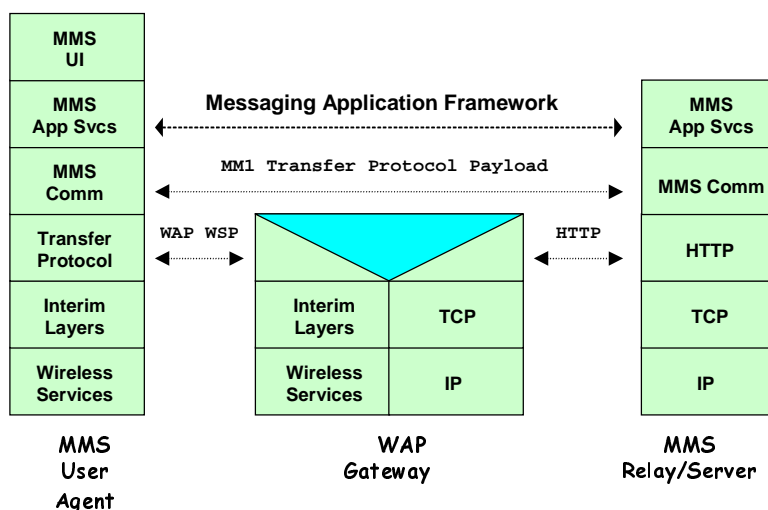 MMS
UI
MMS
App Svcs
MMS
Comm
Transfer
Protocol
Interim
Layers
Wireless
Services
MMS
User
Agent
Messaging Application Framework
MM1 Transfer Protocol Payload
WAP WSP
HTTP
Interim
Layers
TCP
Wireless
Services
IP
WAP
Gateway
MMS
App Svcs
MMS Comm
HTTP
TCP
IP
MMS
Relay/Server